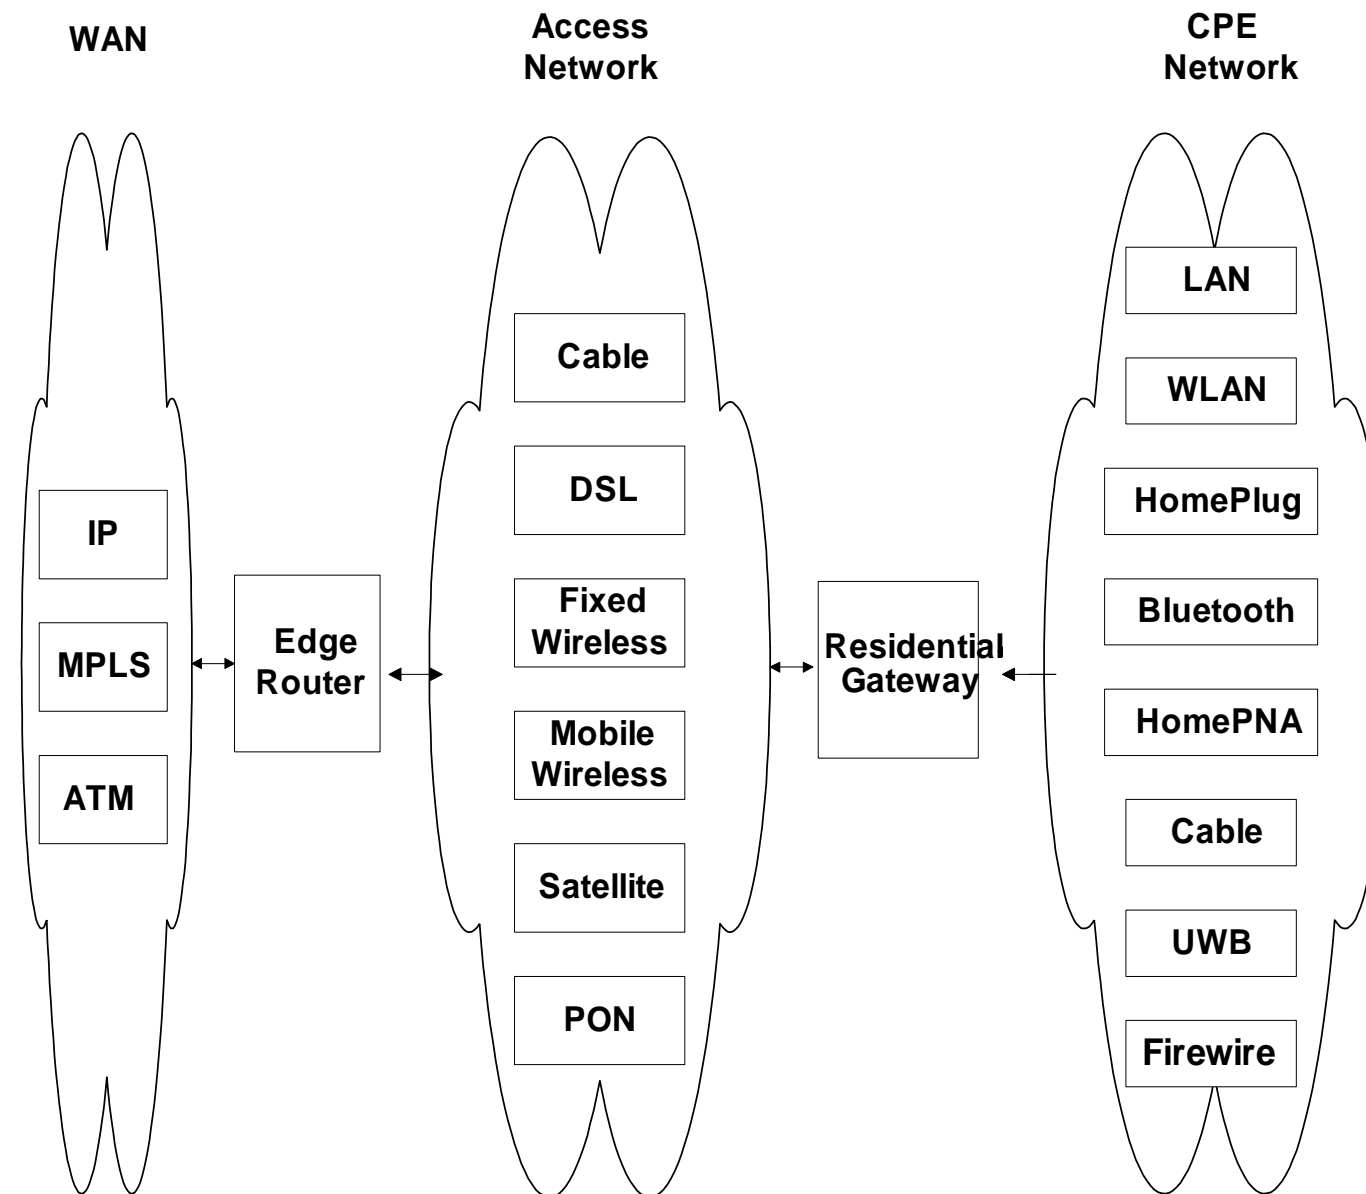 WAN
Access
Network
CPE
Network
IP
MPLS
ATM
Edge
Router
Cable
DSL
Fixed
Wireless
Mobile
Wireless
Satellite
PON
Residential
Gateway
LAN
WLAN
HomePlug
Bluetooth
HomePNA
Cable
UWB
Firewire